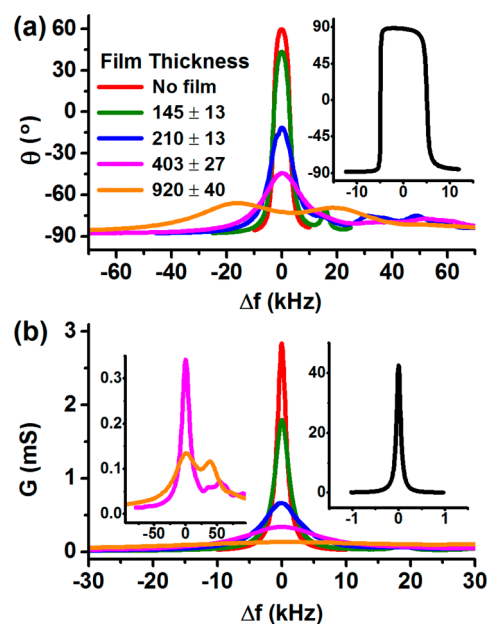 (a)
60
30
0
-30
-60
-90
θ (°)
Film Thickness
No film
145 ± 13
210 ± 13
403 ± 27
920 ± 40
90
45
0
-45
-90
-10 0 10
-60 -40 -20 0 20 40 60
Δf (kHz)
(b)
3
2
1
0
G (mS)
0.3
0.2
0.1
0.0
-50 0 50
40
20
0
-1 0 1
-30 -20 -10 0 10 20 30
Δf (kHz)